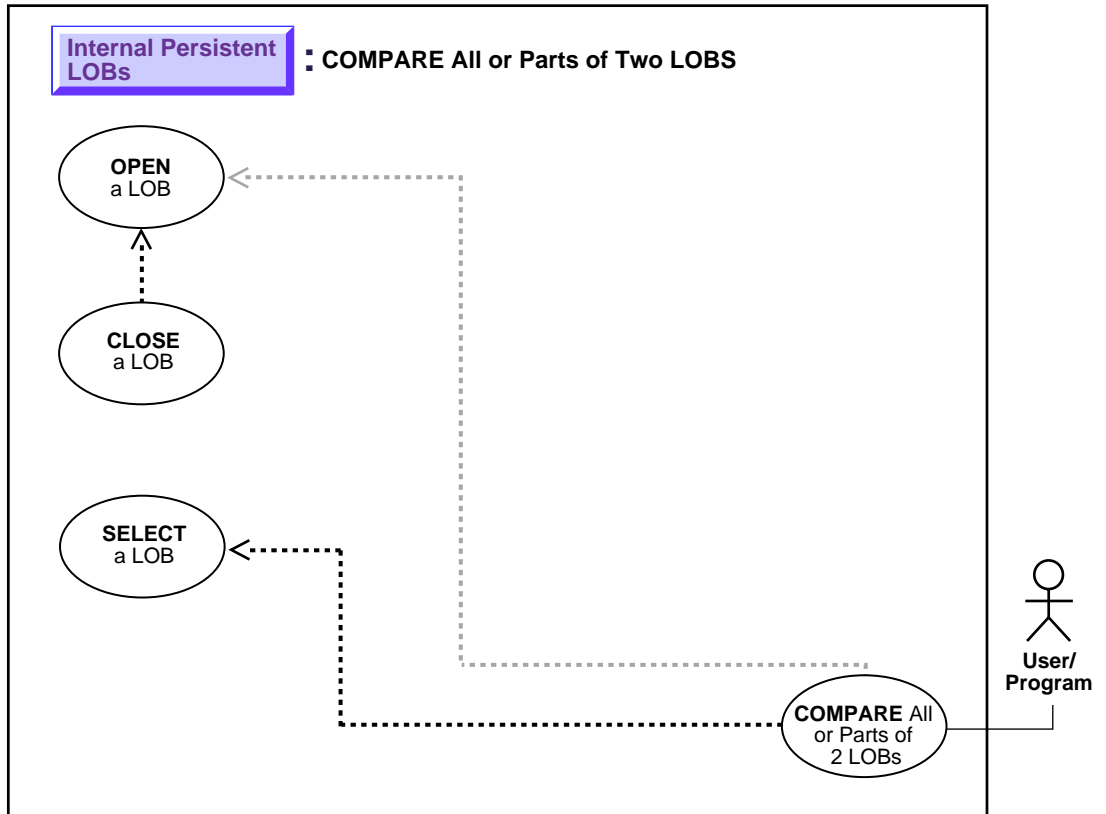 Internal Persistent
LOBs
: COMPARE All or Parts of Two LOBS
OPEN
a LOB
CLOSE
a LOB
SELECT
a LOB
User/
Program
COMPARE All
or Parts of
2 LOBs